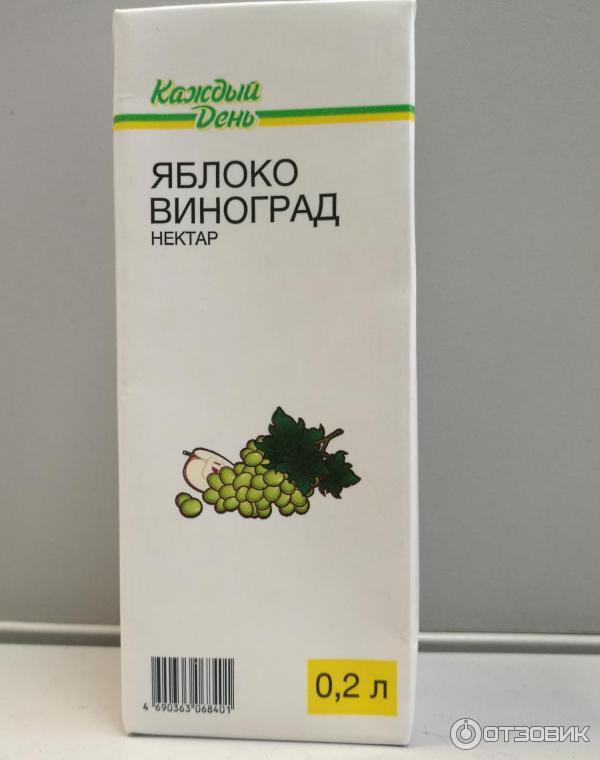 Каждый
День
ЯБЛОКО
ВИНОГРАД
НЕКТАР
0,2 л
4 690363 068401
ОТЗОВИК